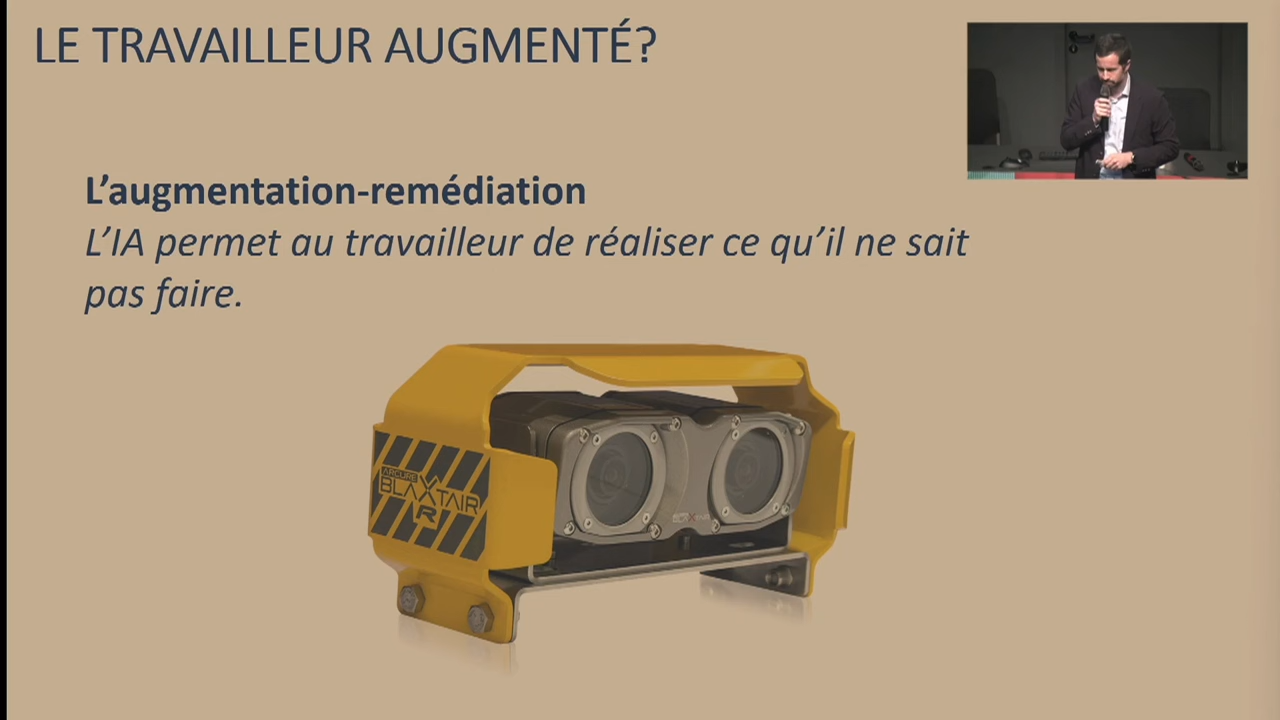 LE TRAVAILLEUR AUGMENTÉ?
L'augmentation-remédiation
L'IA permet au travailleur de réaliser ce qu'il ne sait
pas faire.
ARCURE
BLAXTAIR
R